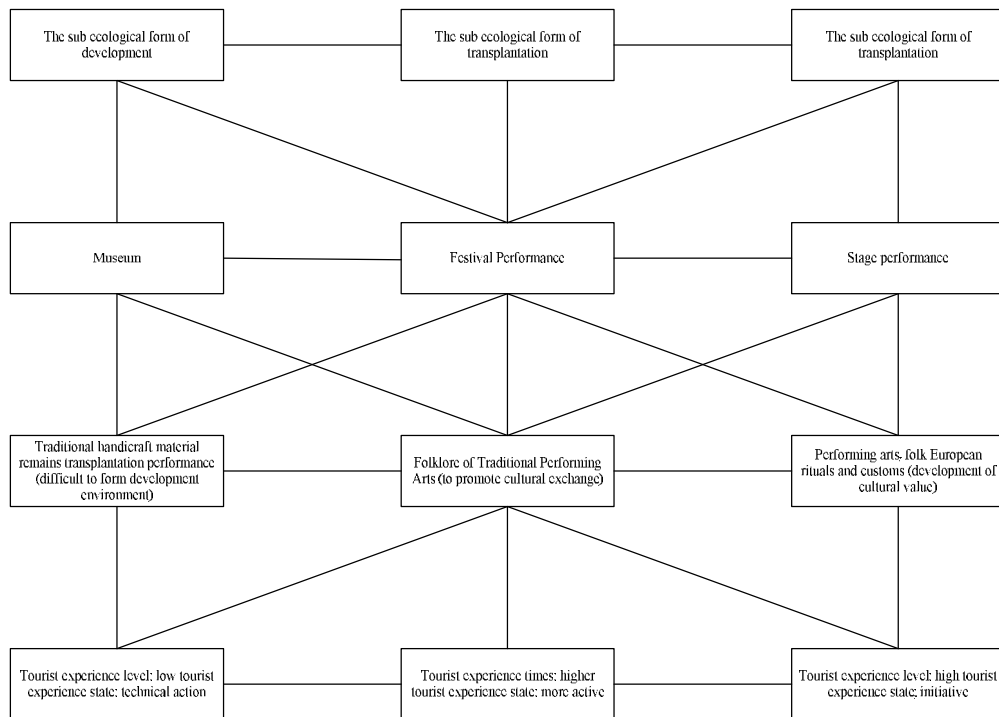 The sub ecological form of
development
The sub ecological form of
transplantation
The sub ecological form of
transplantation
Museum
Festival Performance
Stage performance
Traditional handicraft material
remains transplantation performance
(difficult to form development
environment)
Folklore of Traditional Performing
Arts (to promote cultural exchange)
Performing arts, folk European
rituals and customs (development of
cultural value)
Tourist experience level: low tourist
experience state: technical action
Tourist experience times: higher
tourist experience state: more active
Tourist experience level: high tourist
experience state: initiative